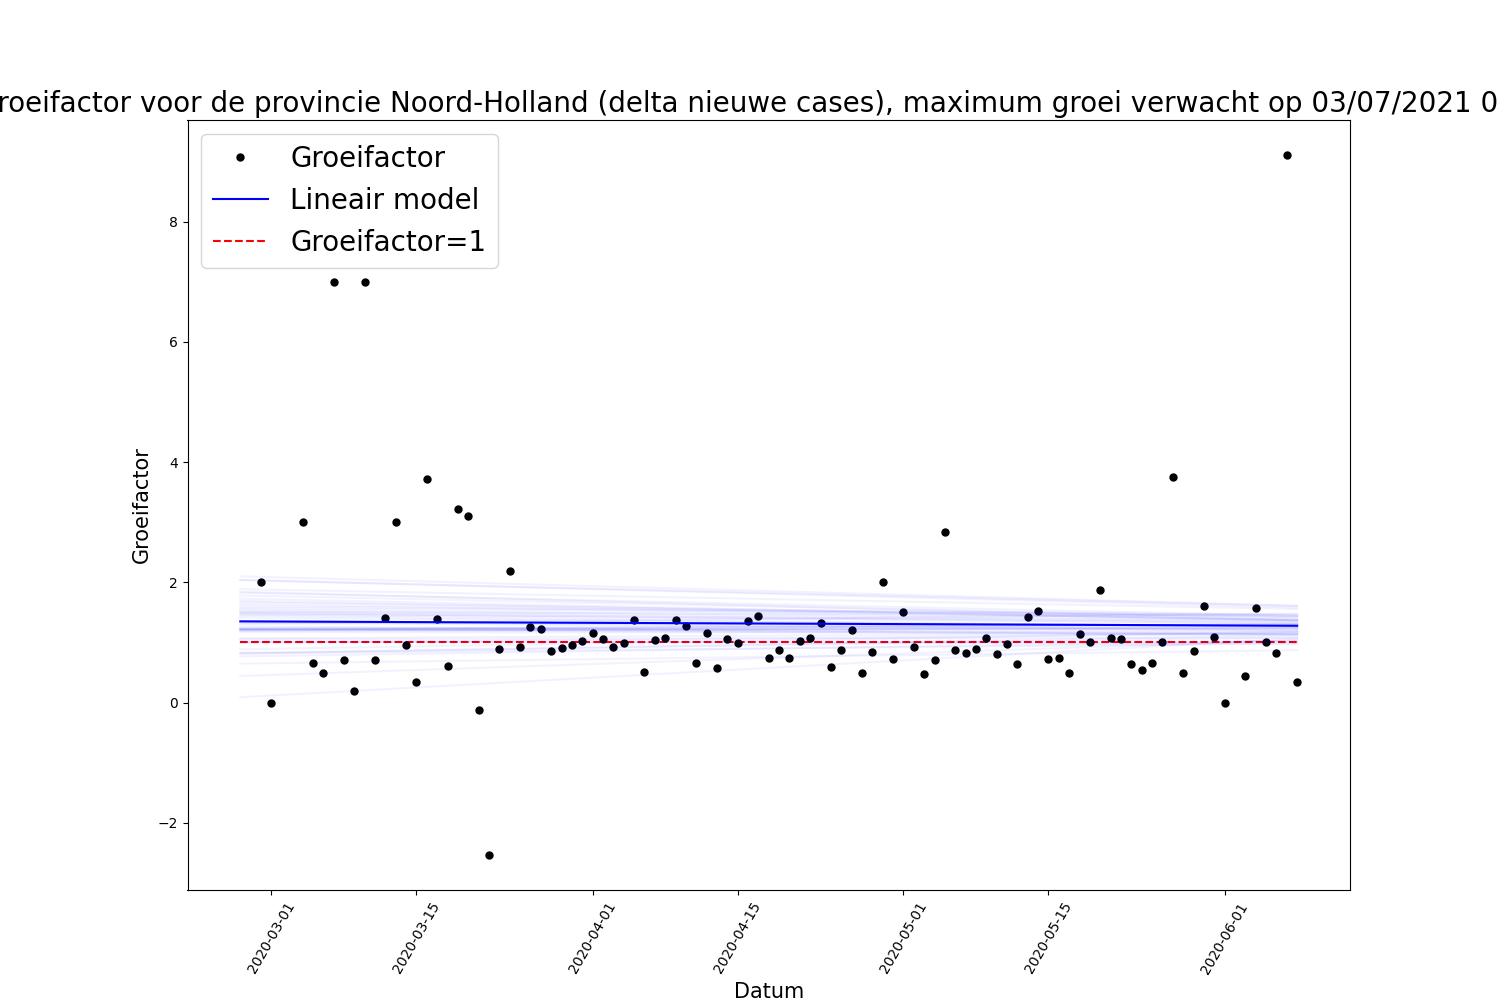 roeifactor voor de provincie Noord-Holland (delta nieuwe cases), maximum groei verwacht op 03/07/2021 0
Groeifactor
Lineair model
Groeifactor=1
Groeifactor
8
6
4
2
0
−2
2020-03-01
2020-03-15
2020-04-01
2020-04-15
2020-05-01
2020-05-15
2020-06-01
Datum